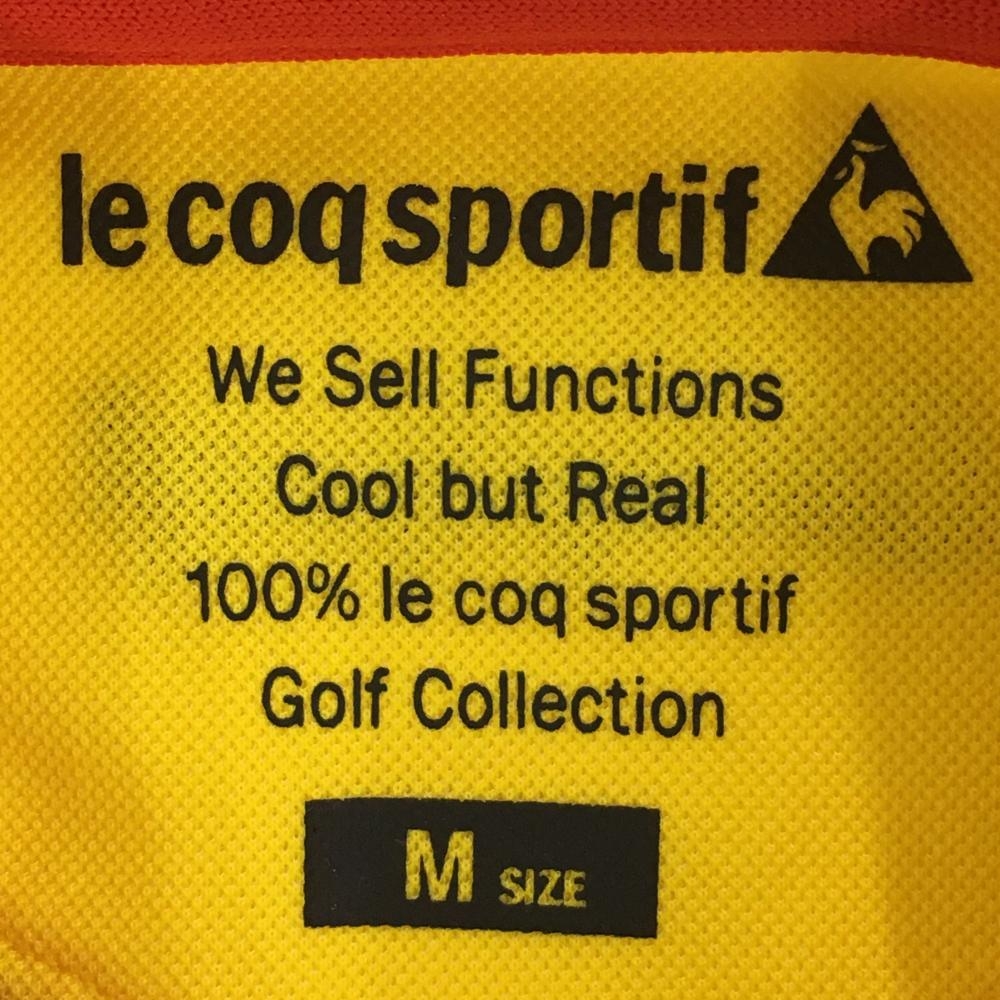 le coq sportif
We Sell Functions
Cool but Real
100% le coq sportif
Golf Collection
M SIZE